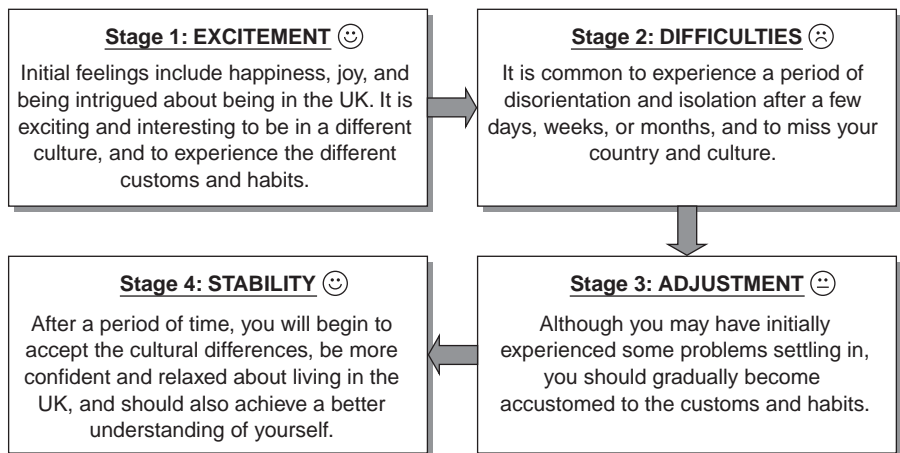 Stage 1: EXCITEMENT
Initial feelings include happiness, joy, and
being intrigued about being in the UK. It is
exciting and interesting to be in a different
culture, and to experience the different
customs and habits.
Stage 2: DIFFICULTIES
It is common to experience a period of
disorientation and isolation after a few
days, weeks, or months, and to miss your
country and culture.
Stage 3: ADJUSTMENT
Although you may have initially
experienced some problems settling in,
you should gradually become
accustomed to the customs and habits.
Stage 4: STABILITY
After a period of time, you will begin to
accept the cultural differences, be more
confident and relaxed about living in the
UK, and should also achieve a better
understanding of yourself.